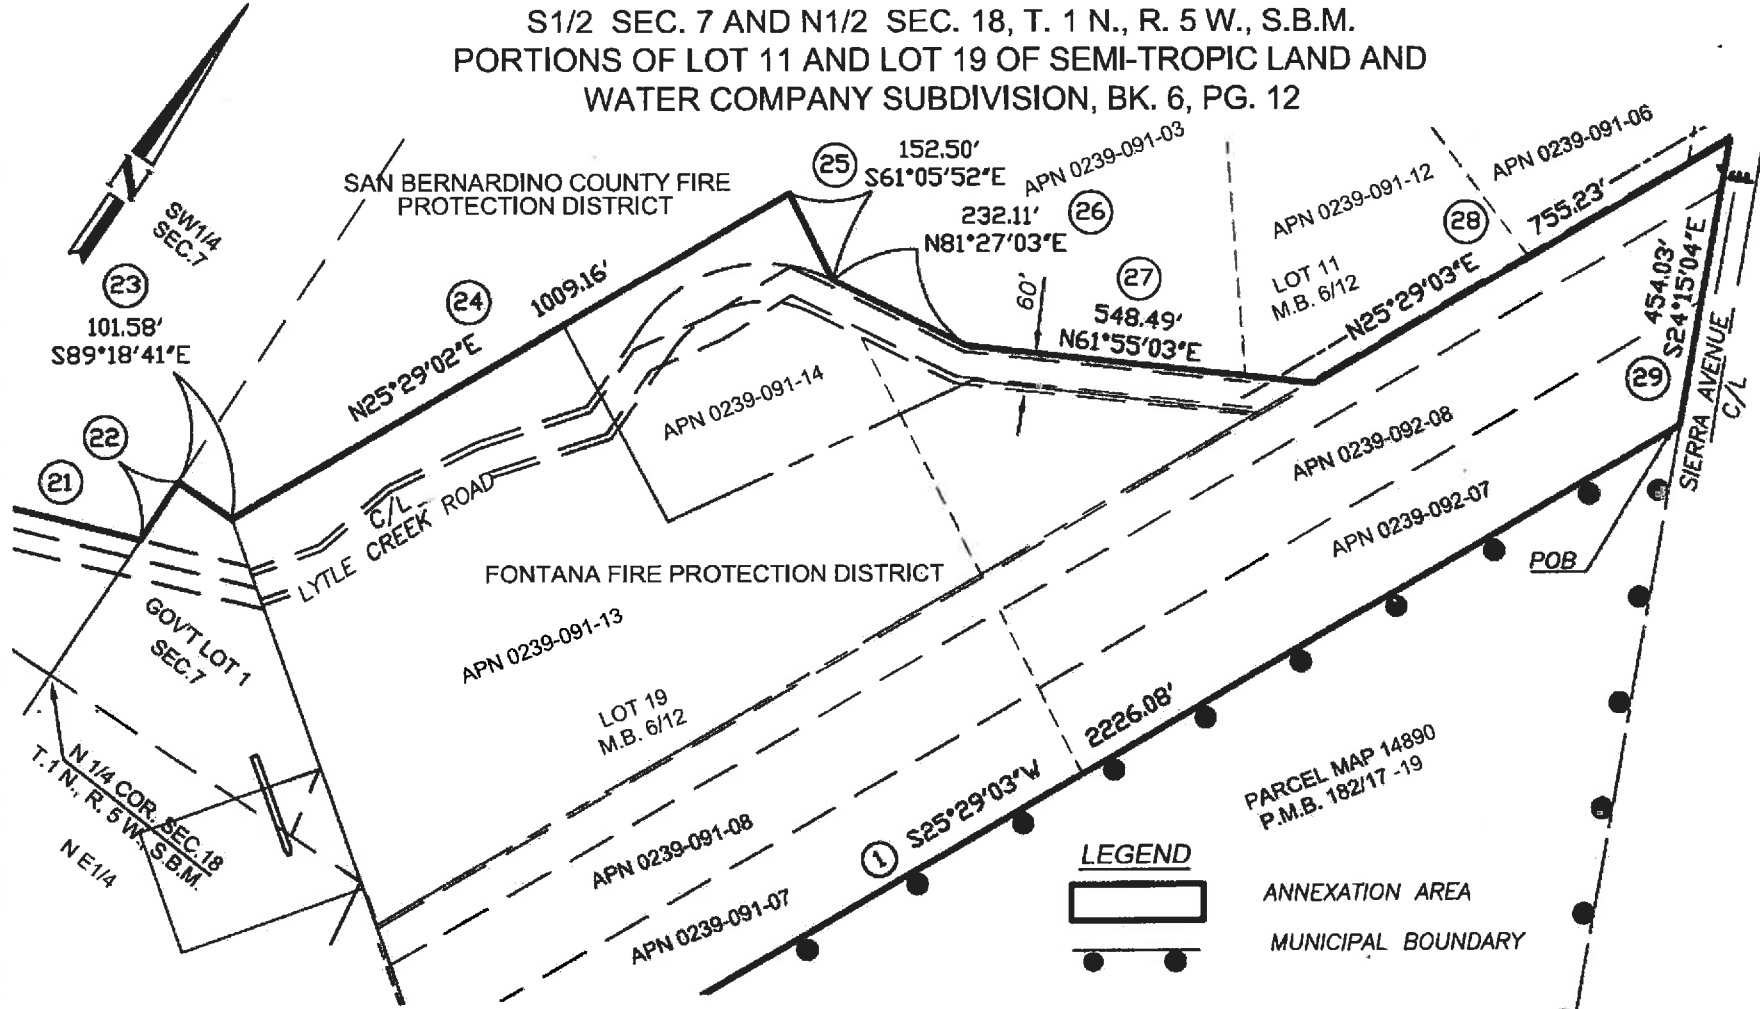 S1/2 SEC. 7 AND N1/2 SEC. 18, T. 1 N., R. 5 W., S.B.M.
PORTIONS OF LOT 11 AND LOT 19 OF SEMI-TROPIC LAND AND
WATER COMPANY SUBDIVISION, BK. 6, PG. 12
N
SW1/4
SEC.7
SAN BERNARDINO COUNTY FIRE
PROTECTION DISTRICT
25
152.50'
S61°05'52"E
APN 0239-091-03
232.11'
N81°27'03"E
26
APN 0239-091-12
APN 0239-091-06
28
755.23'
N25°29'03"E
LOT 11
M.B. 6/12
27
548.49'
N61°55'03"E
60'
454.03'
S24°15'04"E
29
SIERRA AVENUE
C/L
23
101.58'
S89°18'41"E
24
1009.16'
N25°29'02"E
22
21
APN 0239-091-14
C/L
LYTLE CREEK ROAD
APN 0239-092-08
APN 0239-092-07
POB
FONTANA FIRE PROTECTION DISTRICT
APN 0239-091-13
GOV'T LOT 1
SEC.7
LOT 19
M.B. 6/12
N 1/4 COR. SEC.18
T.1N., R. 5 W., S.B.M.
N E1/4
2226.08'
S25°29'03"W
1
APN 0239-091-08
APN 0239-091-07
PARCEL MAP 14890
P.M.B. 182/17 -19
LEGEND
ANNEXATION AREA
MUNICIPAL BOUNDARY